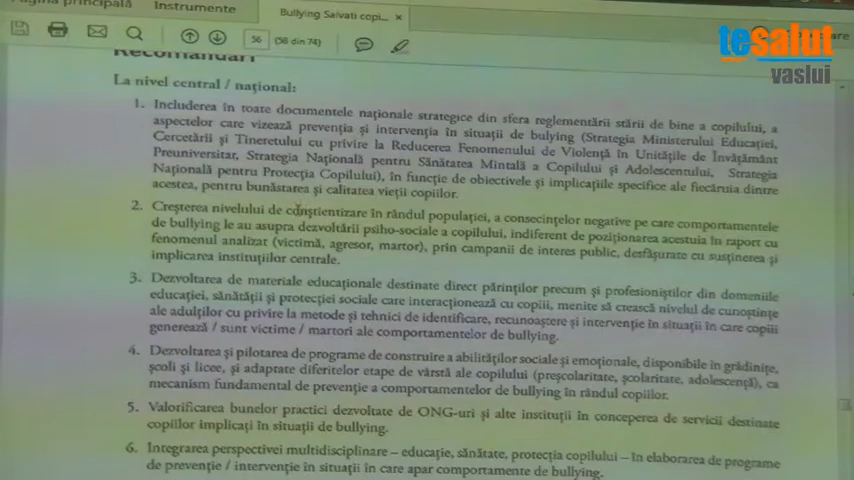 Pagina principală Instrumente
Bullying Salvati copi... ×
56 (56 din 74)
tesalut
vaslui
Recomandări
La nivel central / național:
1. Includerea în toate documentele naționale strategice din sfera reglementării stării de bine a copilului, a
aspectelor care vizează prevenția și intervenția în situații de bulying (Strategia Ministerului Educației,
Cercetării și Tineretului cu privire la Reducerea Fenomenului de Violență în Unitățile de Învățământ
Preuniversitar, Strategia Națională pentru Sănătatea Mintală a Copilului și Adolescentului, Strategia
Națională pentru Protecția Copilului), în funcție de obiectivele și implicațiile specifice ale fiecăruia dintre
acestea, pentru bunăstarea și calitatea vieții copiilor.
2. Creșterea nivelului de conștientizare în rândul populației, a consecințelor negative pe care comportamentele
de bullying le au asupra dezvoltării psiho-sociale a copilului, indiferent de poziționarea acestuia în raport cu
fenomenul analizat (victimă, agresor, martor), prin campanii de interes public, desfășurate cu susținerea și
implicarea instituțiilor centrale.
3. Dezvoltarea de materiale educaționale destinate direct părinților precum și profesioniștilor din domeniile
educației, sănătății și protecției sociale care interacționează cu copiii, menite să crească nivelul de cunoștințe
ale adulților cu privire la metode și tehnici de identificare, recunoaștere și intervenție în situații în care copiii
generează / sunt victime / martori ale comportamentelor de bullying.
4. Dezvoltarea și pilotarea de programe de construire a abilităților sociale și emoționale, disponibile în grădinițe,
școli și licee, și adaptate diferitelor etape de vârstă ale copilului (preșcolaritate, școlaritate, adolescență), ca
mecanism fundamental de prevenție a comportamentelor de bullying în rândul copiilor.
5. Valorificarea bunelor practici dezvoltate de ONG-uri și alte instituții în conceperea de servicii destinate
copiilor implicați în situații de bullying.
6. Integrarea perspectivei multidisciplinare – educație, sănătate, protecția copilului – în elaborarea de programe
de prevenție / intervenție în situații în care apar comportamente de bullying.